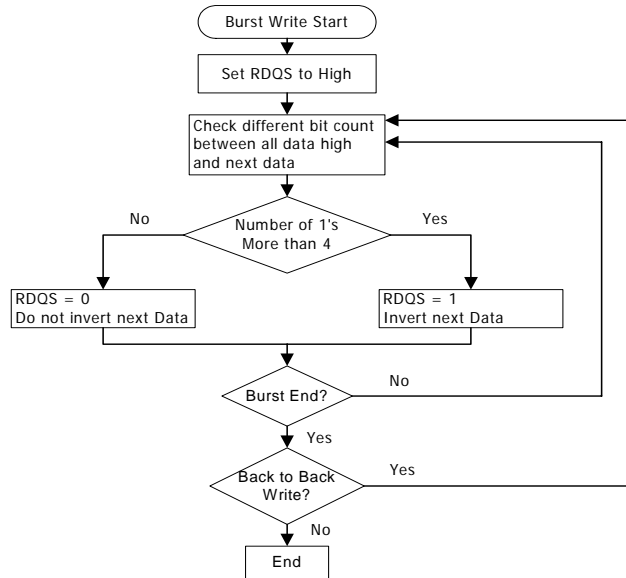 Burst Write Start
Set RDQS to High
Check different bit count
between all data high
and next data
No
Number of 1's
More than 4
Yes
RDQS = 0
Do not invert next Data
RDQS = 1
Invert next Data
Burst End?
No
Yes
Back to Back
Write?
Yes
No
End